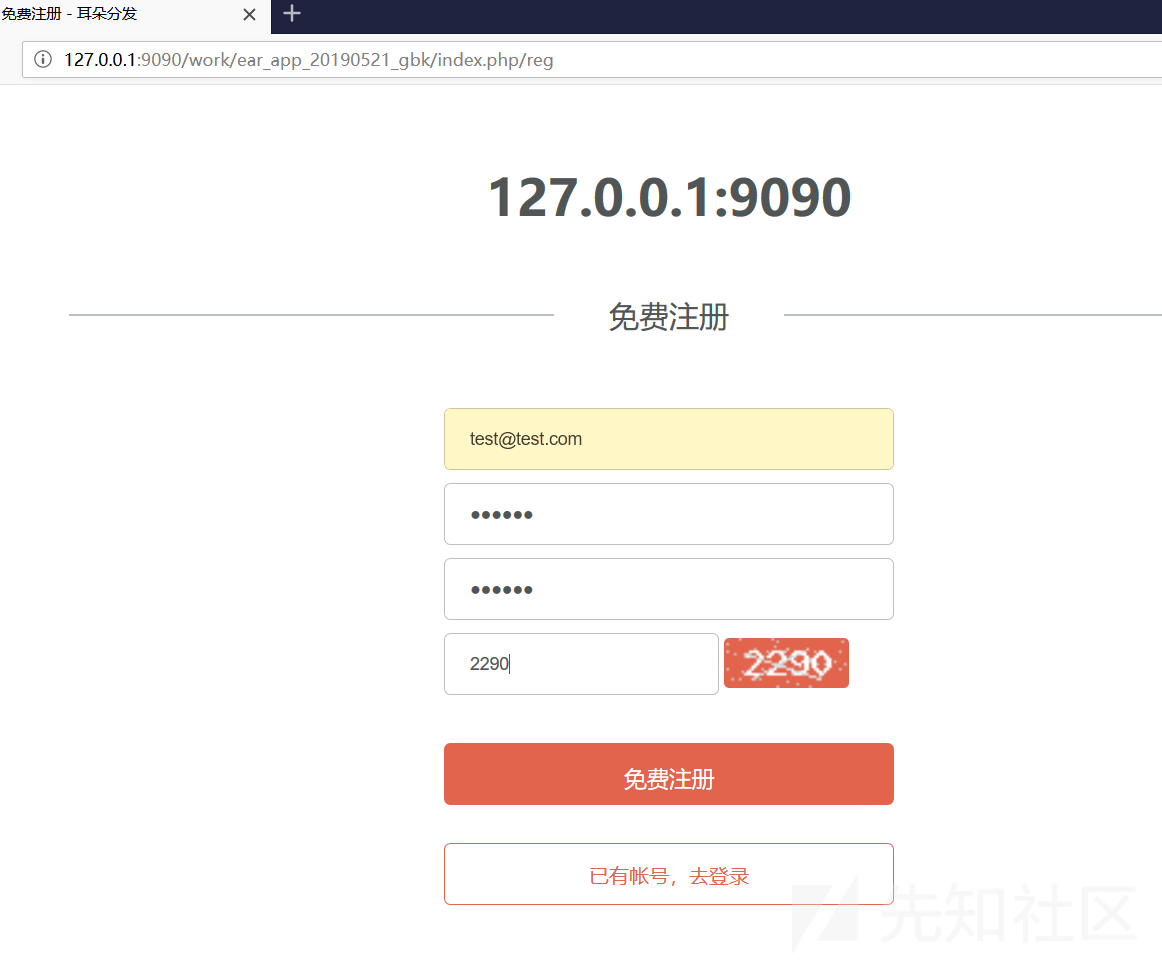 免费注册 - 耳朵分发
127.0.0.1:9090/work/ear_app_20190521_gbk/index.php/reg
127.0.0.1:9090
免费注册
test@test.com
••••••
••••••
2290 2290
免费注册
已有帐号，去登录
先知社区